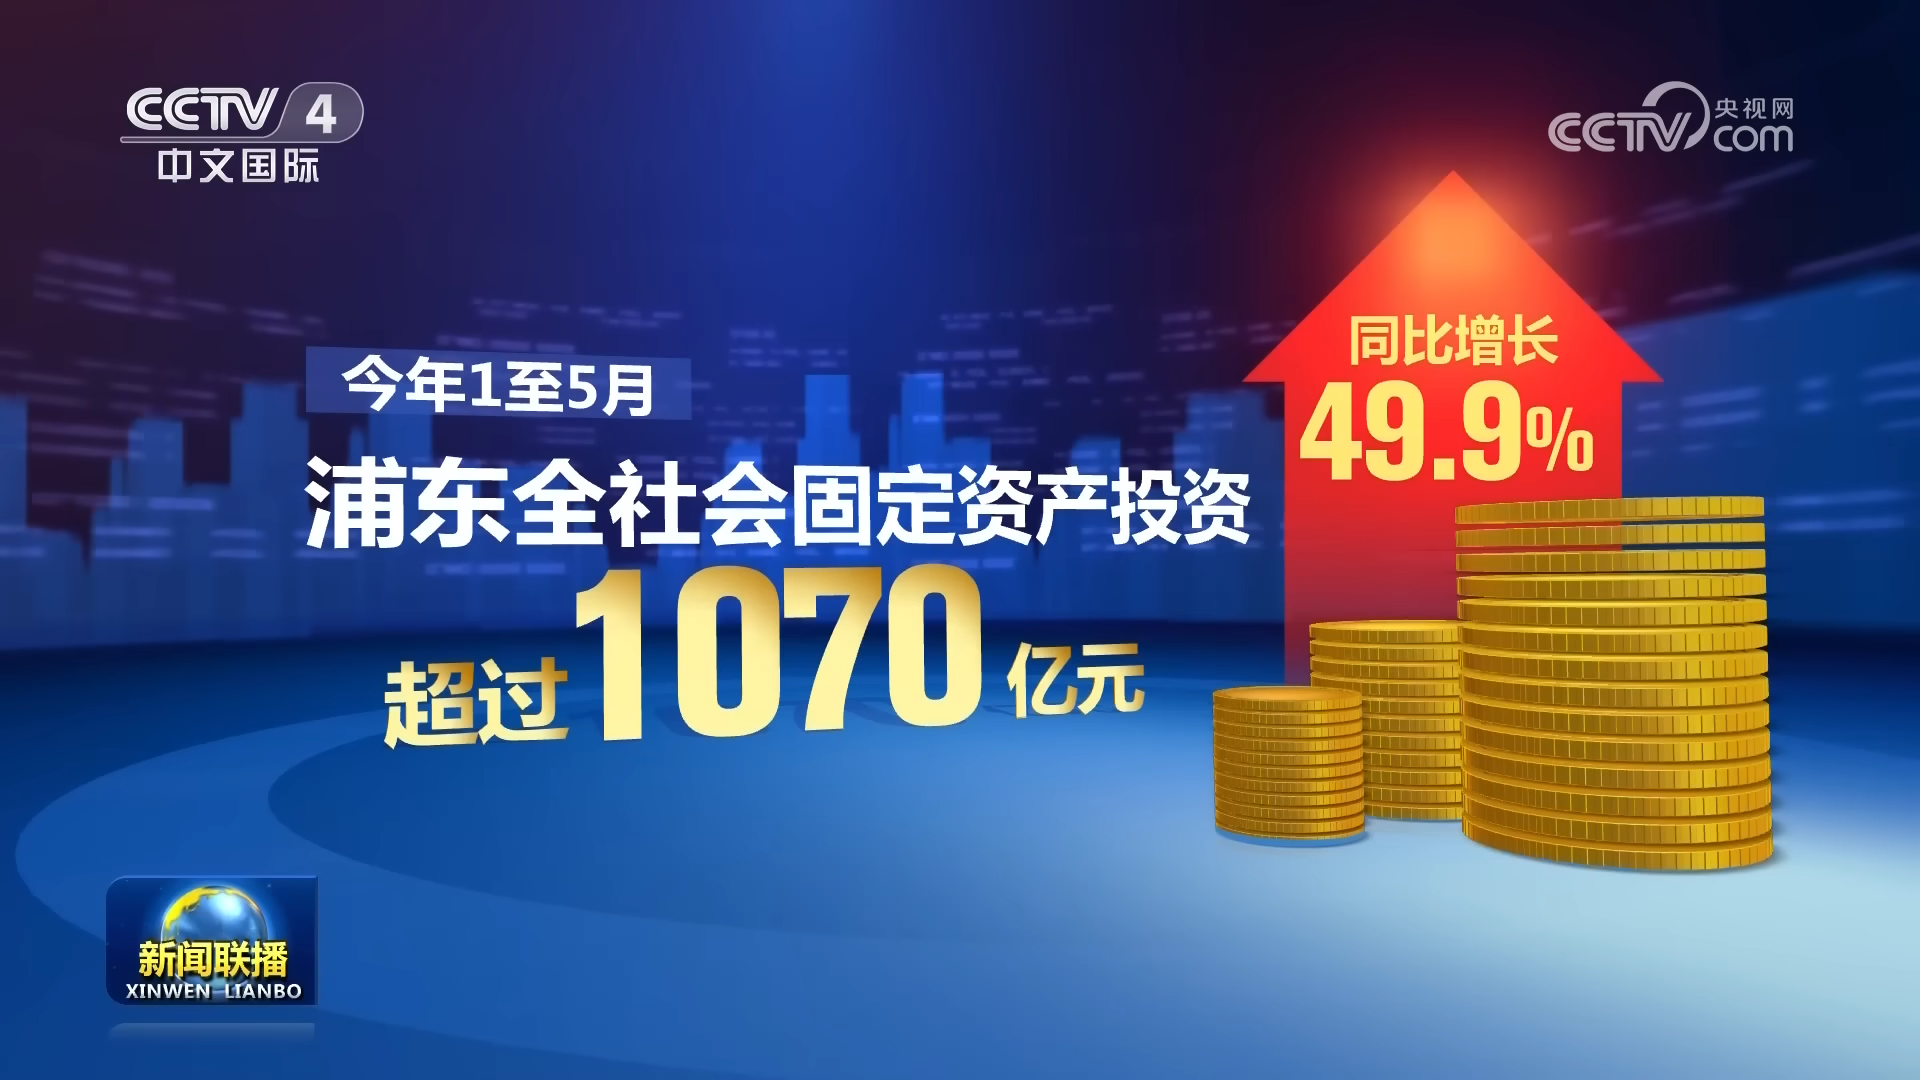 CCTV 4
中文国际
CCTV 央视网
com
今年1至5月
浦东全社会固定资产投资
超过1070亿元
同比增长
49.9%
新闻联播
XINWEN LIANBO